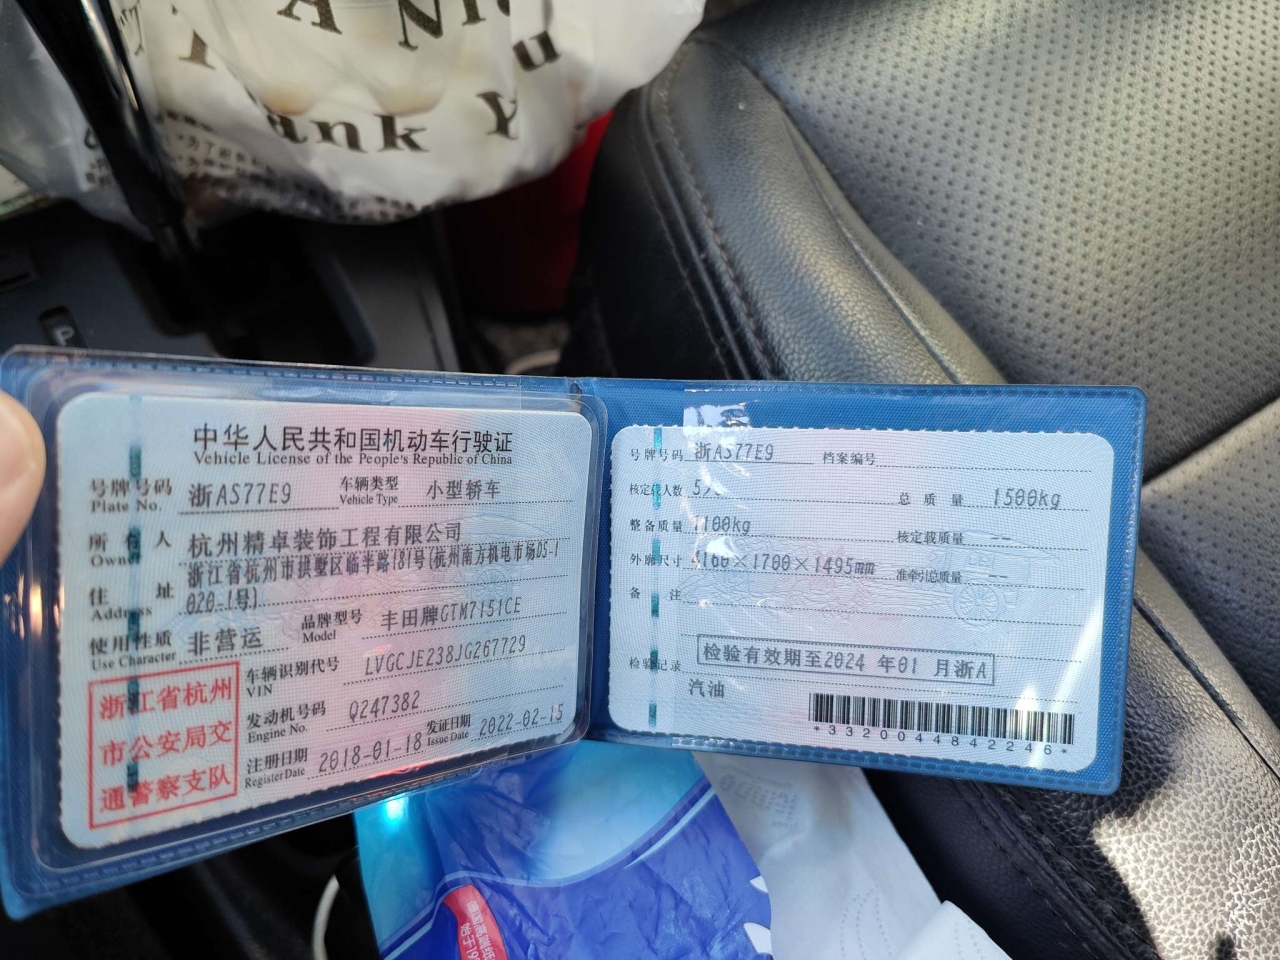 ank Y
u
P
中华人民共和国机动车行驶证
Vehicle License of the People's Republic of China
号牌号码 浙AS77E9 车辆类型 小型轿车
Plate No. Vehicle Type
所有人 杭州精卓装饰工程有限公司
Owner
浙江省杭州市拱墅区临半路181号(杭州南方机电市场D5-1
住址 020-1号)
Address
使用性质 非营运 品牌型号 丰田牌GTM7151CE
Use Character Model
浙江省杭州
市公安局交
通警察支队
车辆识别代号 LVGCJE238JG267729
VIN
发动机号码 Q247382
Engine No.
注册日期 2018-01-18 发证日期 2022-02-15
Register Date Issue Date
号牌号码 浙AS77E9 档案编号
核定载人数 5人 总质量 1500kg
整备质量 1100kg 核定载质量 --
外廓尺寸 4160×1700×1495mm 准牵引总质量 --
备注
检验记录 检验有效期至2024年01月浙A
汽油
*3320044842246*